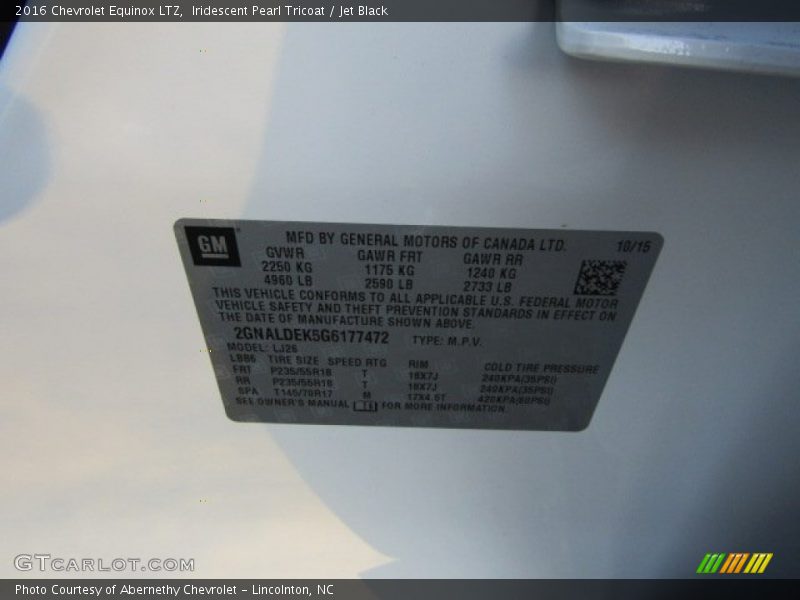 2016 Chevrolet Equinox LTZ, Iridescent Pearl Tricoat / Jet Black
GM
MFD BY GENERAL MOTORS OF CANADA LTD. 10/15
GVWR GAWR FRT GAWR RR
2250 KG 1175 KG 1240 KG
4960 LB 2590 LB 2733 LB
THIS VEHICLE CONFORMS TO ALL APPLICABLE U.S. FEDERAL MOTOR
VEHICLE SAFETY AND THEFT PREVENTION STANDARDS IN EFFECT ON
THE DATE OF MANUFACTURE SHOWN ABOVE.
2GNALDEK5G6177472 TYPE: M.P.V.
MODEL: LJ26
LBB6 TIRE SIZE SPEED RTG RIM COLD TIRE PRESSURE
FRT P235/55R18 T 18X7J 240KPA(35PSI)
RR P235/55R18 T 18X7J 240KPA(35PSI)
SPA T145/70R17 M 17X4.5T 420KPA(60PSI)
SEE OWNER'S MANUAL FOR MORE INFORMATION.
GTCARLOT.COM
Photo Courtesy of Abernethy Chevrolet – Lincolnton, NC